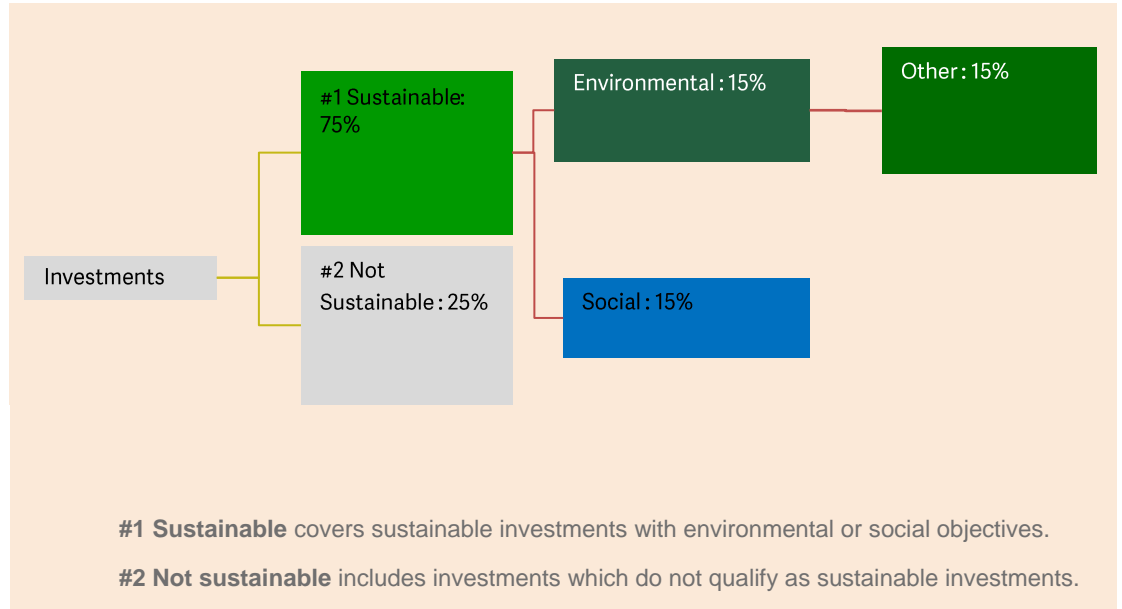 Investments
#1 Sustainable:
75%
#2 Not
Sustainable : 25%
Environmental : 15%
Social : 15%
Other : 15%
#1 Sustainable covers sustainable investments with environmental or social objectives.
#2 Not sustainable includes investments which do not qualify as sustainable investments.